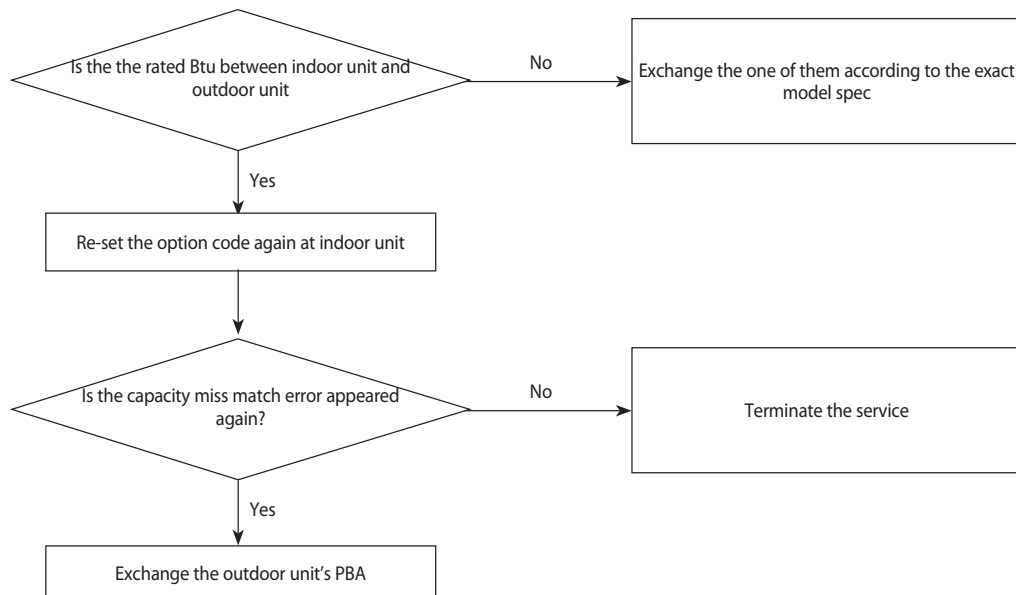 Is the the rated Btu between indoor unit and
outdoor unit
No
Exchange the one of them according to the exact
model spec
Yes
Re-set the option code again at indoor unit
Is the capacity miss match error appeared
again?
No
Terminate the service
Yes
Exchange the outdoor unit's PBA